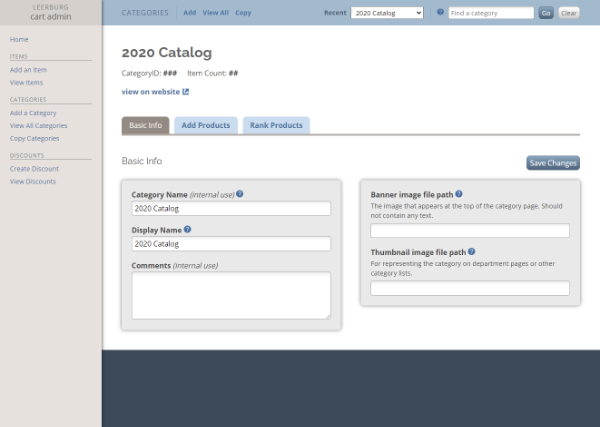 LEERBURG
cart admin
Home
ITEMS
Add an Item
View Items
CATEGORIES
Add a Category
View All Categories
Copy Categories
DISCOUNTS
Create Discount
View Discounts
CATEGORIES Add View All Copy Recent 2020 Catalog ? Find a category Go Clear
2020 Catalog
CategoryID: ### Item Count: ##
view on website
Basic Info Add Products Rank Products
Basic Info Save Changes
Category Name (internal use) ?
2020 Catalog
Display Name ?
2020 Catalog
Comments (internal use)
Banner image file path ?
The image that appears at the top of the category page. Should
not contain any text.
Thumbnail image file path ?
For representing the category on department pages or other
category lists.